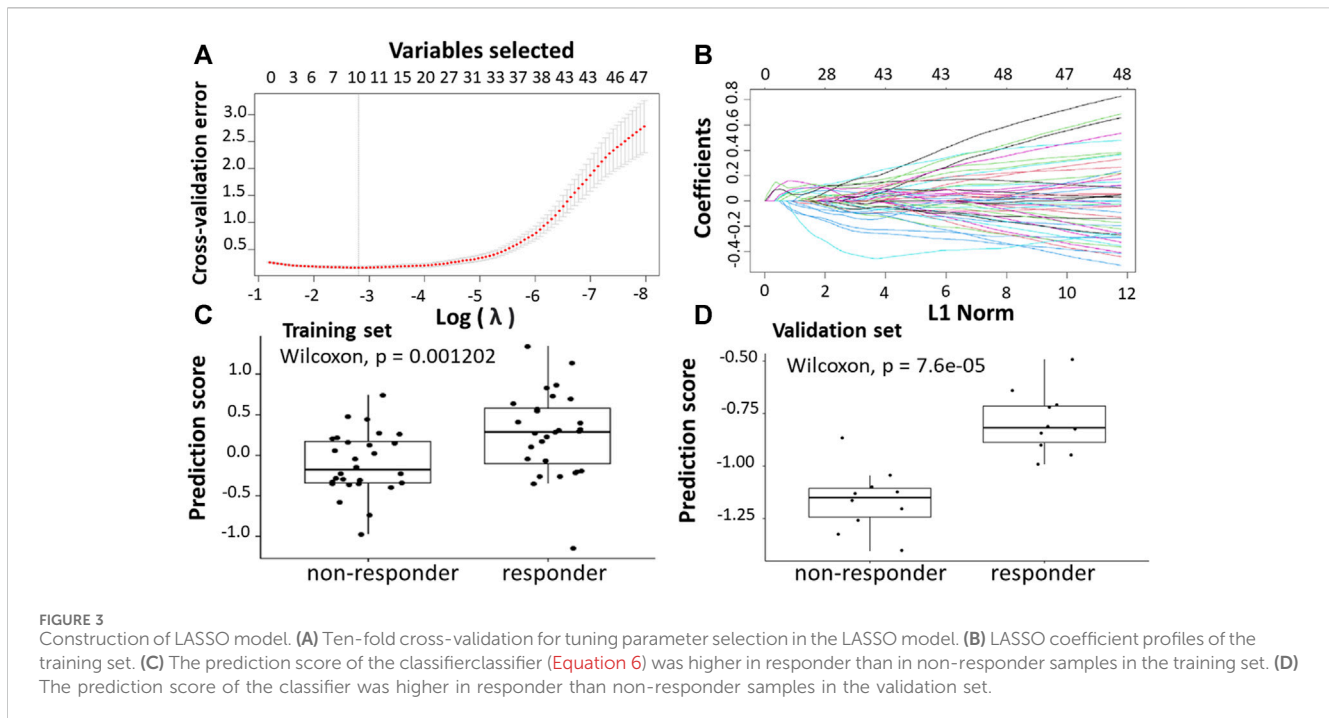 A
Variables selected
0 3 6 7 10 11 15 20 27 31 33 37 38 43 43 46 47
Cross-validation error
3.0
2.5
2.0
1.5
1.0
0.5
-1 -2 -3 -4 -5 -6 -7 -8
Log ( λ )
B
0 28 43 43 48 47 48
Coefficients
0.8
0.6
0.4
0.2
0
-0.2
-0.4
0 2 4 6 8 10 12
L1 Norm
C
Training set
Wilcoxon, p = 0.001202
Prediction score
1.0
0.5
0.0
-0.5
-1.0
non-responder responder
D
Validation set
Wilcoxon, p = 7.6e-05
Prediction score
-0.50
-0.75
-1.00
-1.25
non-responder responder
FIGURE 3
Construction of LASSO model. (A) Ten-fold cross-validation for tuning parameter selection in the LASSO model. (B) LASSO coefficient profiles of the
training set. (C) The prediction score of the classifierclassifier (Equation 6) was higher in responder than in non-responder samples in the training set. (D)
The prediction score of the classifier was higher in responder than non-responder samples in the validation set.